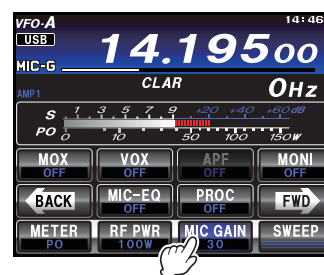 VFO-A 14:46
USB
14.19500
MIC-G
CLAR
AMP1 0Hz
S 1 3 5 7 9 +20 +40 +60dB
PO 0 10 50 100 150W
MOX VOX APF MONI
OFF OFF OFF OFF
BACK MIC-EQ PROC FWD
OFF OFF
METER RF PWR MIC GAIN SWEEP
PO 100W 30